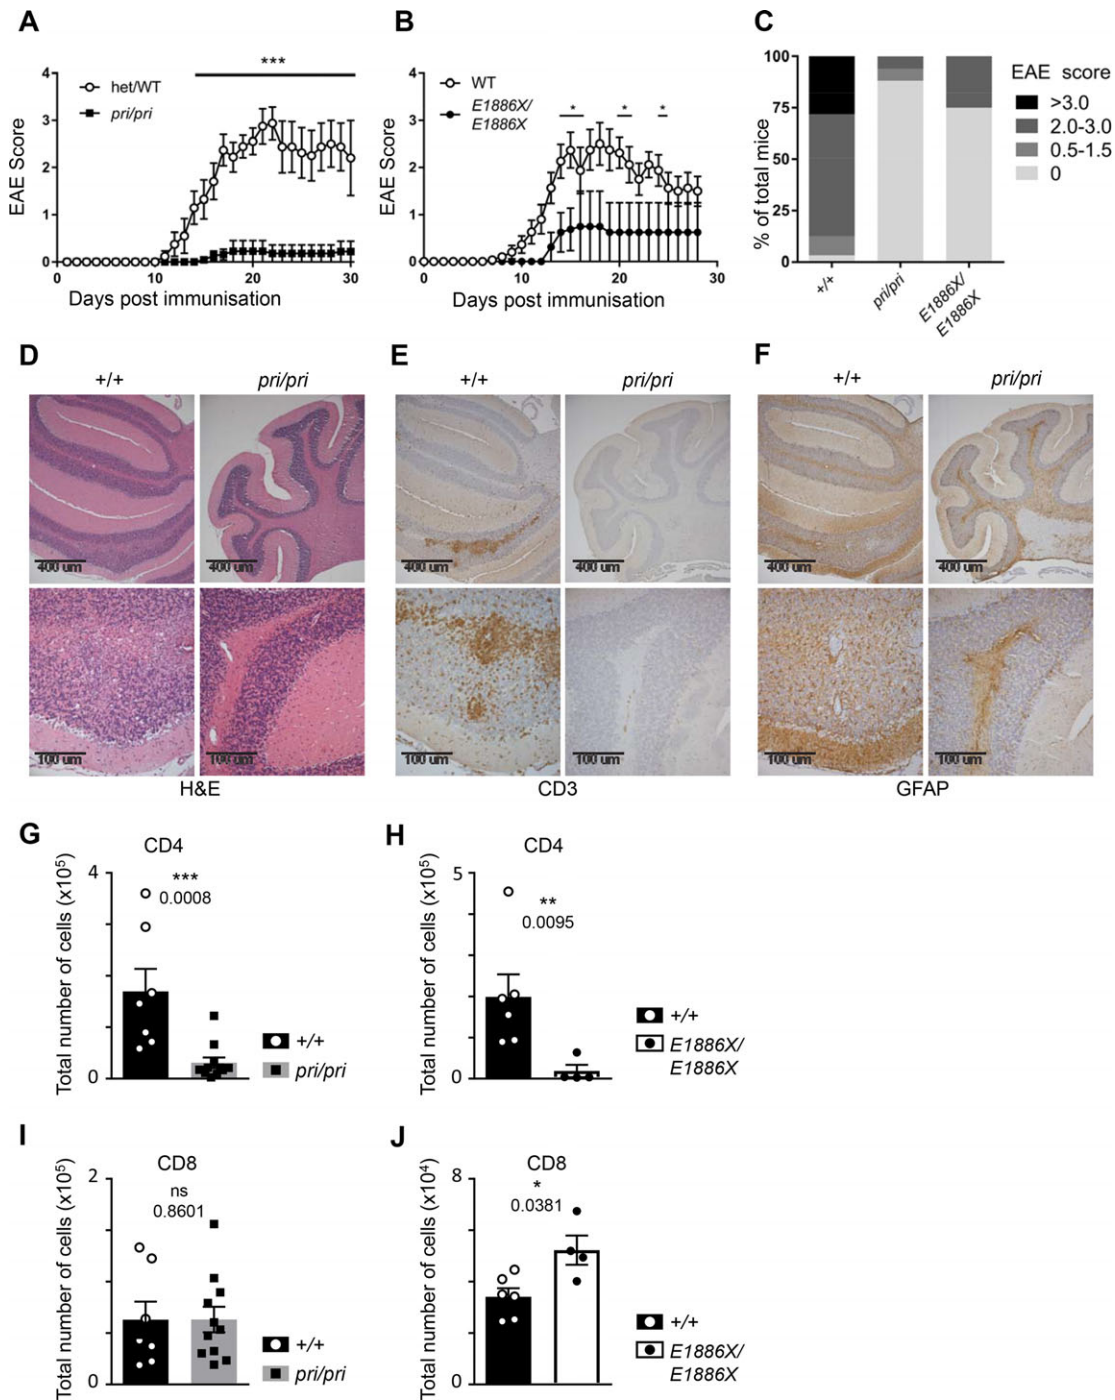 A
***
het/WT
pri/pri
EAE Score
4
3
2
1
0
0
10
20
30
Days post immunisation
B
WT
E1886X/
E1886X
* * *
EAE Score
4
3
2
1
0
0
10
20
30
Days post immunisation
C
% of total mice
100
75
50
25
0
+/+
pri/pri
E1886X/
E1886X
EAE score
>3.0
2.0-3.0
0.5-1.5
0
D
+/+
pri/pri
400 um
400 um
100 um
100 um
H&E
E
+/+
pri/pri
400 um
400 um
100 um
100 um
CD3
F
+/+
pri/pri
400 um
400 um
100 um
100 um
GFAP
G
CD4
Total number of cells (x10⁵)
4
0
***
0.0008
+/+
pri/pri
H
CD4
Total number of cells (x10⁵)
5
0
**
0.0095
+/+
E1886X/
E1886X
I
CD8
Total number of cells (x10⁵)
2
0
ns
0.8601
+/+
pri/pri
J
CD8
Total number of cells (x10⁴)
8
0
*
0.0381
+/+
E1886X/
E1886X